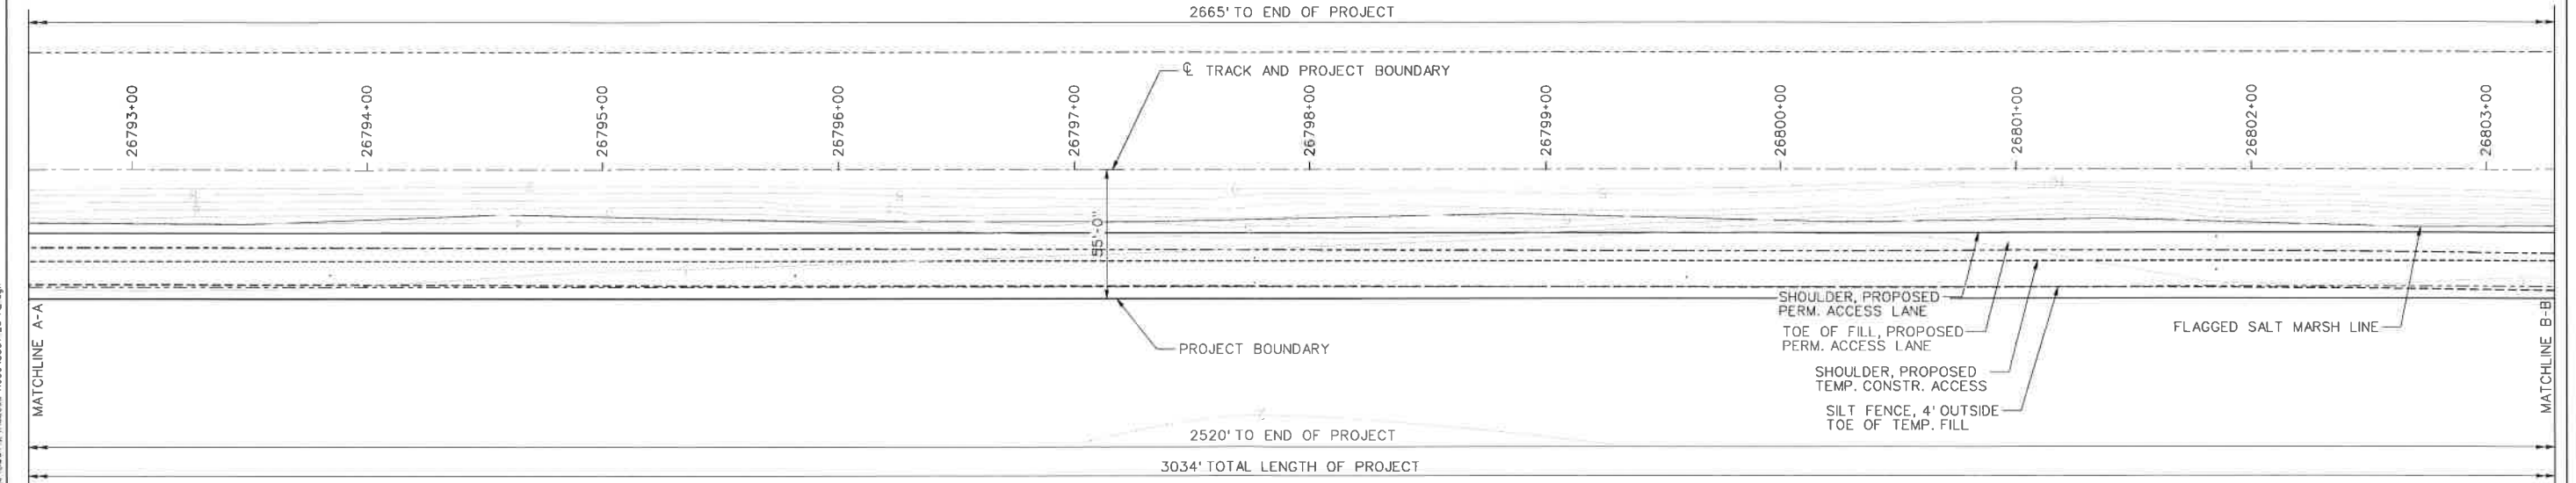 2665' TO END OF PROJECT
℄ TRACK AND PROJECT BOUNDARY
26793+00
26794+00
26795+00
26796+00
26797+00
26798+00
26799+00
26800+00
26801+00
26802+00
26803+00
55'-0"
SHOULDER, PROPOSED
PERM. ACCESS LANE
TOE OF FILL, PROPOSED
PERM. ACCESS LANE
SHOULDER, PROPOSED
TEMP. CONSTR. ACCESS
SILT FENCE, 4' OUTSIDE
TOE OF TEMP. FILL
FLAGGED SALT MARSH LINE
PROJECT BOUNDARY
MATCHLINE A-A
MATCHLINE B-B
2520' TO END OF PROJECT
3034' TOTAL LENGTH OF PROJECT